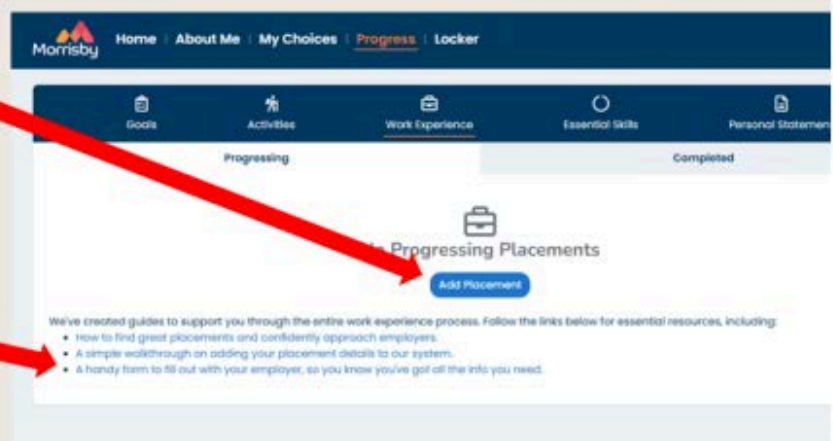 Morrisby
Home About Me My Choices Progress Locker
Goals Activities Work Experience Essential Skills Personal Statement
Progressing Completed
Progressing Placements
Add Placement
We've created guides to support you through the entire work experience process. Follow the links below for essential resources, including:
• How to find great placements and confidently approach employers.
• A simple walkthrough on adding your placement details to our system.
• A handy form to fill out with your employer, so you know you've got all the info you need.